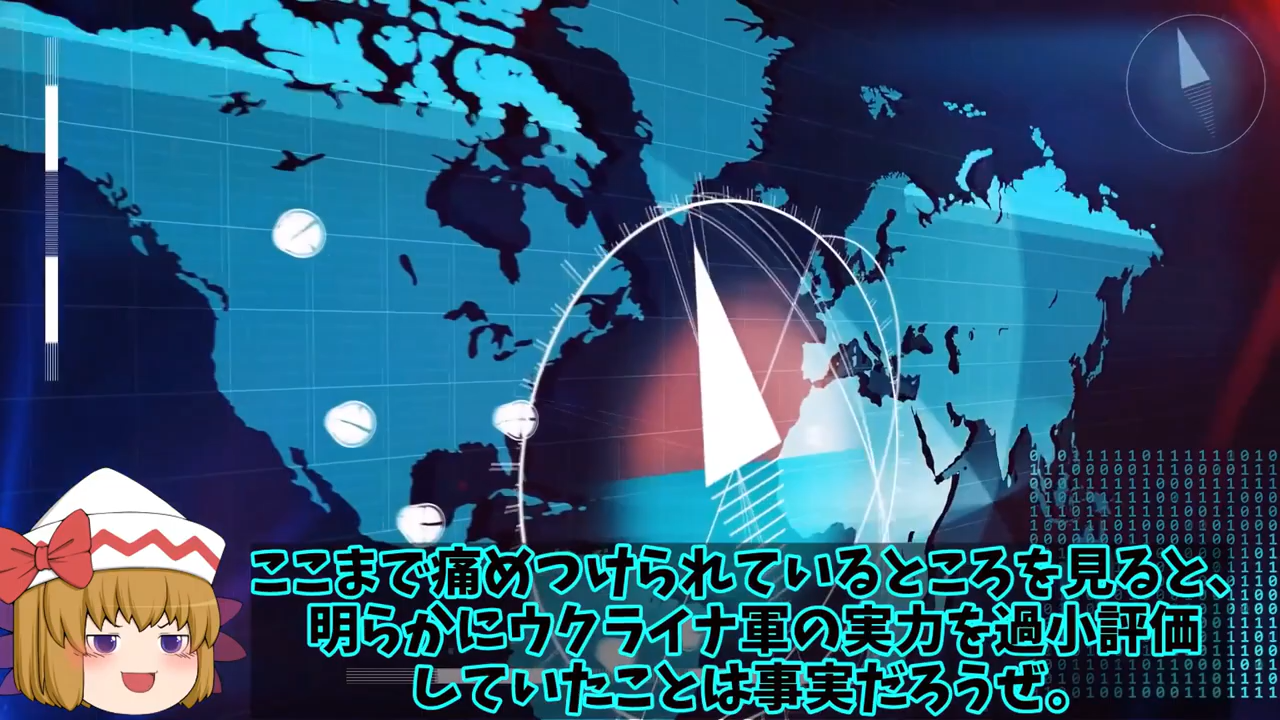 ここまで痛めつけられているところを見ると、
明らかにウクライナ軍の実力を過小評価
していたことは事実だろうぜ。